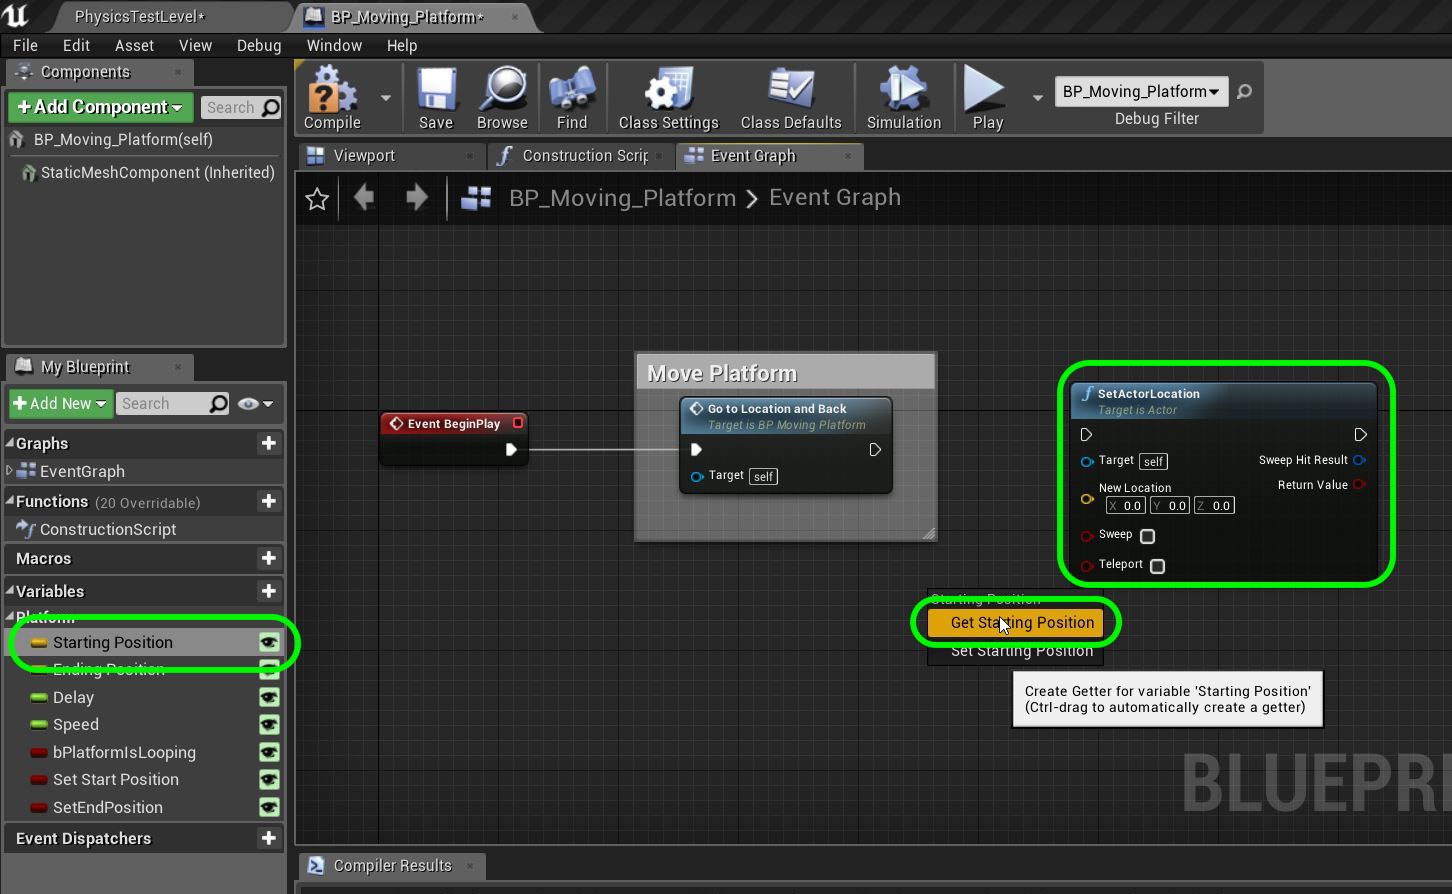 PhysicsTestLevel*
BP_Moving_Platform*
File Edit Asset View Debug Window Help
Components
+Add Component
Search
BP_Moving_Platform(self)
StaticMeshComponent (Inherited)
Compile
Save
Browse
Find
Class Settings
Class Defaults
Simulation
Play
BP_Moving_Platform
Debug Filter
Viewport
Construction Scrip
Event Graph
BP_Moving_Platform > Event Graph
My Blueprint
+Add New
Search
Graphs
EventGraph
Functions (20 Overridable)
ConstructionScript
Macros
Variables
Platform
Starting Position
Ending Position
Delay
Speed
bPlatformIsLooping
Set Start Position
SetEndPosition
Event Dispatchers
Event BeginPlay
Move Platform
Go to Location and Back
Target is BP Moving Platform
Target self
SetActorLocation
Target is Actor
Target self
Sweep Hit Result
New Location
Return Value
X 0.0 Y 0.0 Z 0.0
Sweep
Teleport
Starting Position
Get Starting Position
Set Starting Position
Create Getter for variable 'Starting Position'
(Ctrl-drag to automatically create a getter)
BLUEPRI
Compiler Results